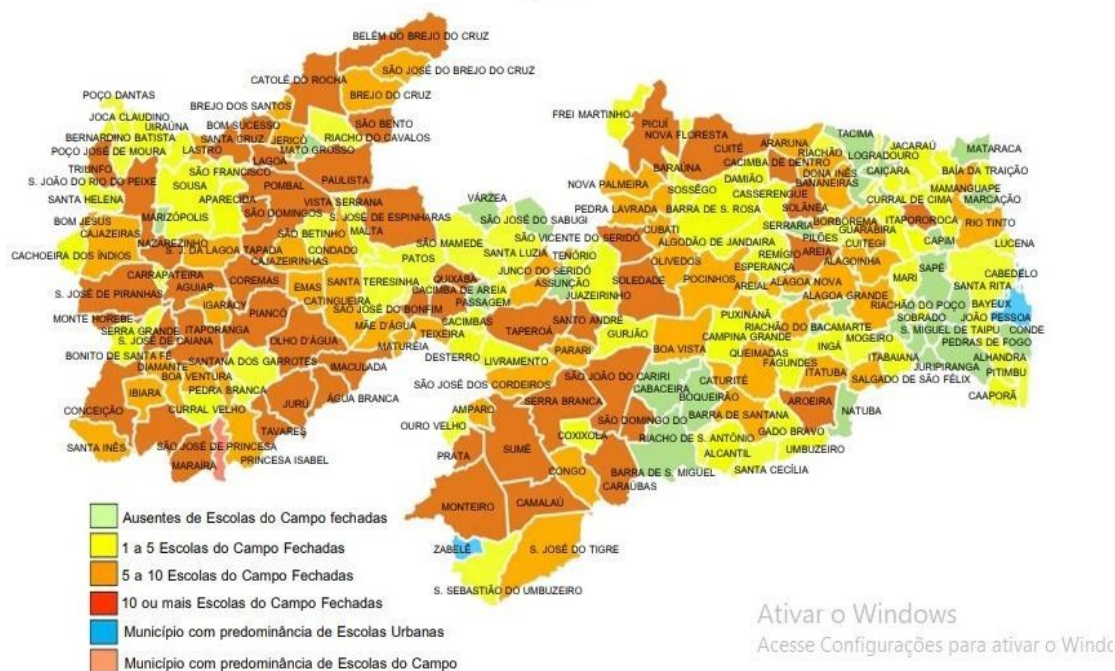 BELÉM DO BREJO DO CRUZ
SÃO JOSÉ DO BREJO DO CRUZ
CATOLÉ DO ROCHA
BREJO DO CRUZ
POÇO DANTAS
BREJO DOS SANTOS
JOCA CLAUDINO
UIRAÚNA
BOM SUCESSO
SÃO BENTO
BERNARDINO BATISTA
SANTA CRUZ
JERICÓ
RIACHO DO CAVALOS
POÇO JOSÉ DE MOURA
LASTRO
MATO GROSSO
TRIUNFO
LAGOA
S. JOÃO DO RIO DO PEIXE
SÃO FRANCISCO
PAULISTA
SOUSA
POMBAL
SANTA HELENA
APARECIDA
VISTA SERRANA
BOM JESUS
MARIZÓPOLIS
SÃO DOMINGOS
S. JOSÉ DE ESPINHARAS
CAJAZEIRAS
NAZAREZINHO
SÃO BETINHO
MALTA
CACHOEIRA DOS ÍNDIOS
S. J. DA LAGOA TAPADA
CONDADO
CAJAZEIRINHAS
PATOS
CARRAPATEIRA
COREMAS
SANTA TERESINHA
S. JOSÉ DE PIRANHAS
AGUIAR
EMAS
CATINGUEIRA
IGARACY
SÃO JOSÉ DO BONFIM
MONTE HOREBE
PIANCÓ
SERRA GRANDE
ITAPORANGA
MÃE D'ÁGUA
S. JOSÉ DE CAIANA
OLHO D'ÁGUA
TEIXEIRA
BONITO DE SANTA FÉ
MATURÉIA
DIAMANTE
SANTANA DOS GARROTES
IMACULADA
BOA VENTURA
IBIARA
PEDRA BRANCA
ÁGUA BRANCA
CONCEIÇÃO
CURRAL VELHO
JURÚ
TAVARES
SANTA INÊS
SÃO JOSÉ DE PRINCESA
PRINCESA ISABEL
MARAÍRA
FREI MARTINHO
PICUÍ
NOVA FLORESTA
CUITÉ
ARARUNA
TACIMA
BARAÚNA
CACIMBA DE DENTRO
RIACHÃO
LOGRADOURO
JACARAÚ
MATARACA
NOVA PALMEIRA
DAMIÃO
DONA INÊS
CAIÇARA
BAÍA DA TRAIÇÃO
SOSSÊGO
CASSERENGUE
BANANEIRAS
MAMANGUAPE
VÁRZEA
PEDRA LAVRADA
BARRA DE S. ROSA
SOLÂNEA
CURRAL DE CIMA
MARCAÇÃO
SÃO JOSÉ DO SABUGI
CUBATI
SERRARIA
BORBOREMA
ITAPOROROCA
RIO TINTO
SÃO VICENTE DO SERIDO
PILÕES
GUARABIRA
SÃO MAMEDE
ALGODÃO DE JANDAIRA
CUITEGI
CAPIM
LUCENA
SANTA LUZIA
TENÓRIO
REMÍGIO
AREIA
OLIVEDOS
ALAGOINHA
JUNCO DO SERIDÓ
ESPERANÇA
SAPÉ
CABEDELO
QUIXABA
ASSUNÇÃO
SOLEDADE
POCINHOS
ALAGOA NOVA
MARI
SANTA RITA
CACIMBA DE AREIA
AREIAL
JUAZEIRINHO
ALAGOA GRANDE
BAYEUX
PASSAGEM
RIACHÃO DO POÇO
CACIMBAS
SANTO ANDRÉ
PUXINANÃ
SOBRADO
JOÃO PESSOA
TAPEROÁ
RIACHÃO DO BACAMARTE
S. MIGUEL DE TAIPU
CONDE
GURJÃO
CAMPINA GRANDE
MOGEIRO
PEDRAS DE FOGO
PARARI
BOA VISTA
INGÁ
DESTERRO
LIVRAMENTO
QUEIMADAS
ITABAIANA
ALHANDRA
FAGUNDES
JURIPIRANGA
PITIMBU
SÃO JOSÉ DOS CORDEIROS
SÃO JOÃO DO CARIRI
CATURITÉ
ITATUBA
SALGADO DE SÃO FÉLIX
CABACEIRA
CAAPORÃ
AMPARO
SERRA BRANCA
BOQUEIRÃO
AROEIRA
NATUBA
OURO VELHO
SÃO DOMINGO DO
BARRA DE SANTANA
COXIXOLA
RIACHO DE S. ANTÔNIO
GADO BRAVO
PRATA
SUMÉ
UMBUZEIRO
ALCANTIL
CONGO
BARRA DE S. MIGUEL
SANTA CECÍLIA
CARAÚBAS
MONTEIRO
CAMALAÚ
ZABELÊ
S. JOSÉ DO TIGRE
S. SEBASTIÃO DO UMBUZEIRO
Ausentes de Escolas do Campo fechadas
1 a 5 Escolas do Campo Fechadas
5 a 10 Escolas do Campo Fechadas
10 ou mais Escolas do Campo Fechadas
Município com predominância de Escolas Urbanas
Município com predominância de Escolas do Campo
Ativar o Windows
Acesse Configurações para ativar o Windo